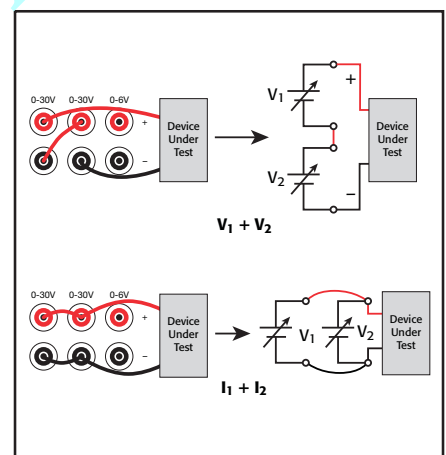 0-30V 0-30V 0-6V
+
−
Device
Under
Test
V1
V2
+
−
Device
Under
Test
V1 + V2
0-30V 0-30V 0-6V
+
−
Device
Under
Test
V1
V2
Device
Under
Test
I1 + I2